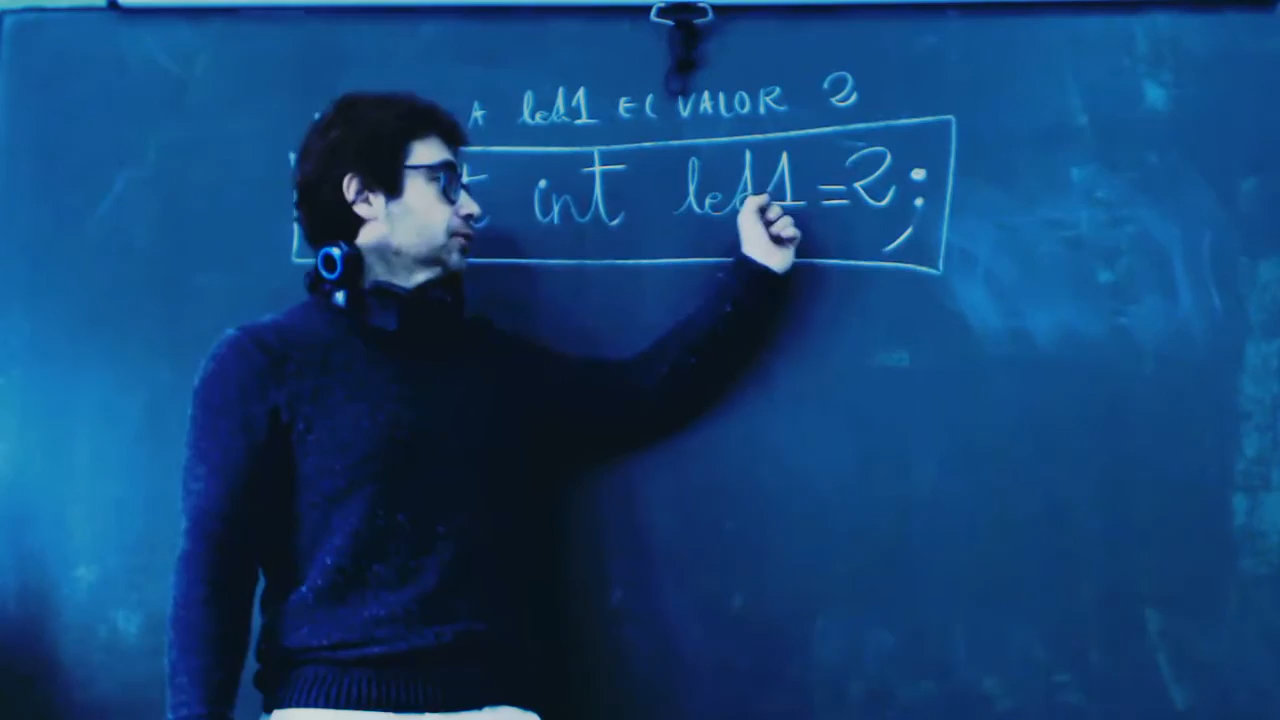 A led1 EL VALOR 2
int led1 = 2;